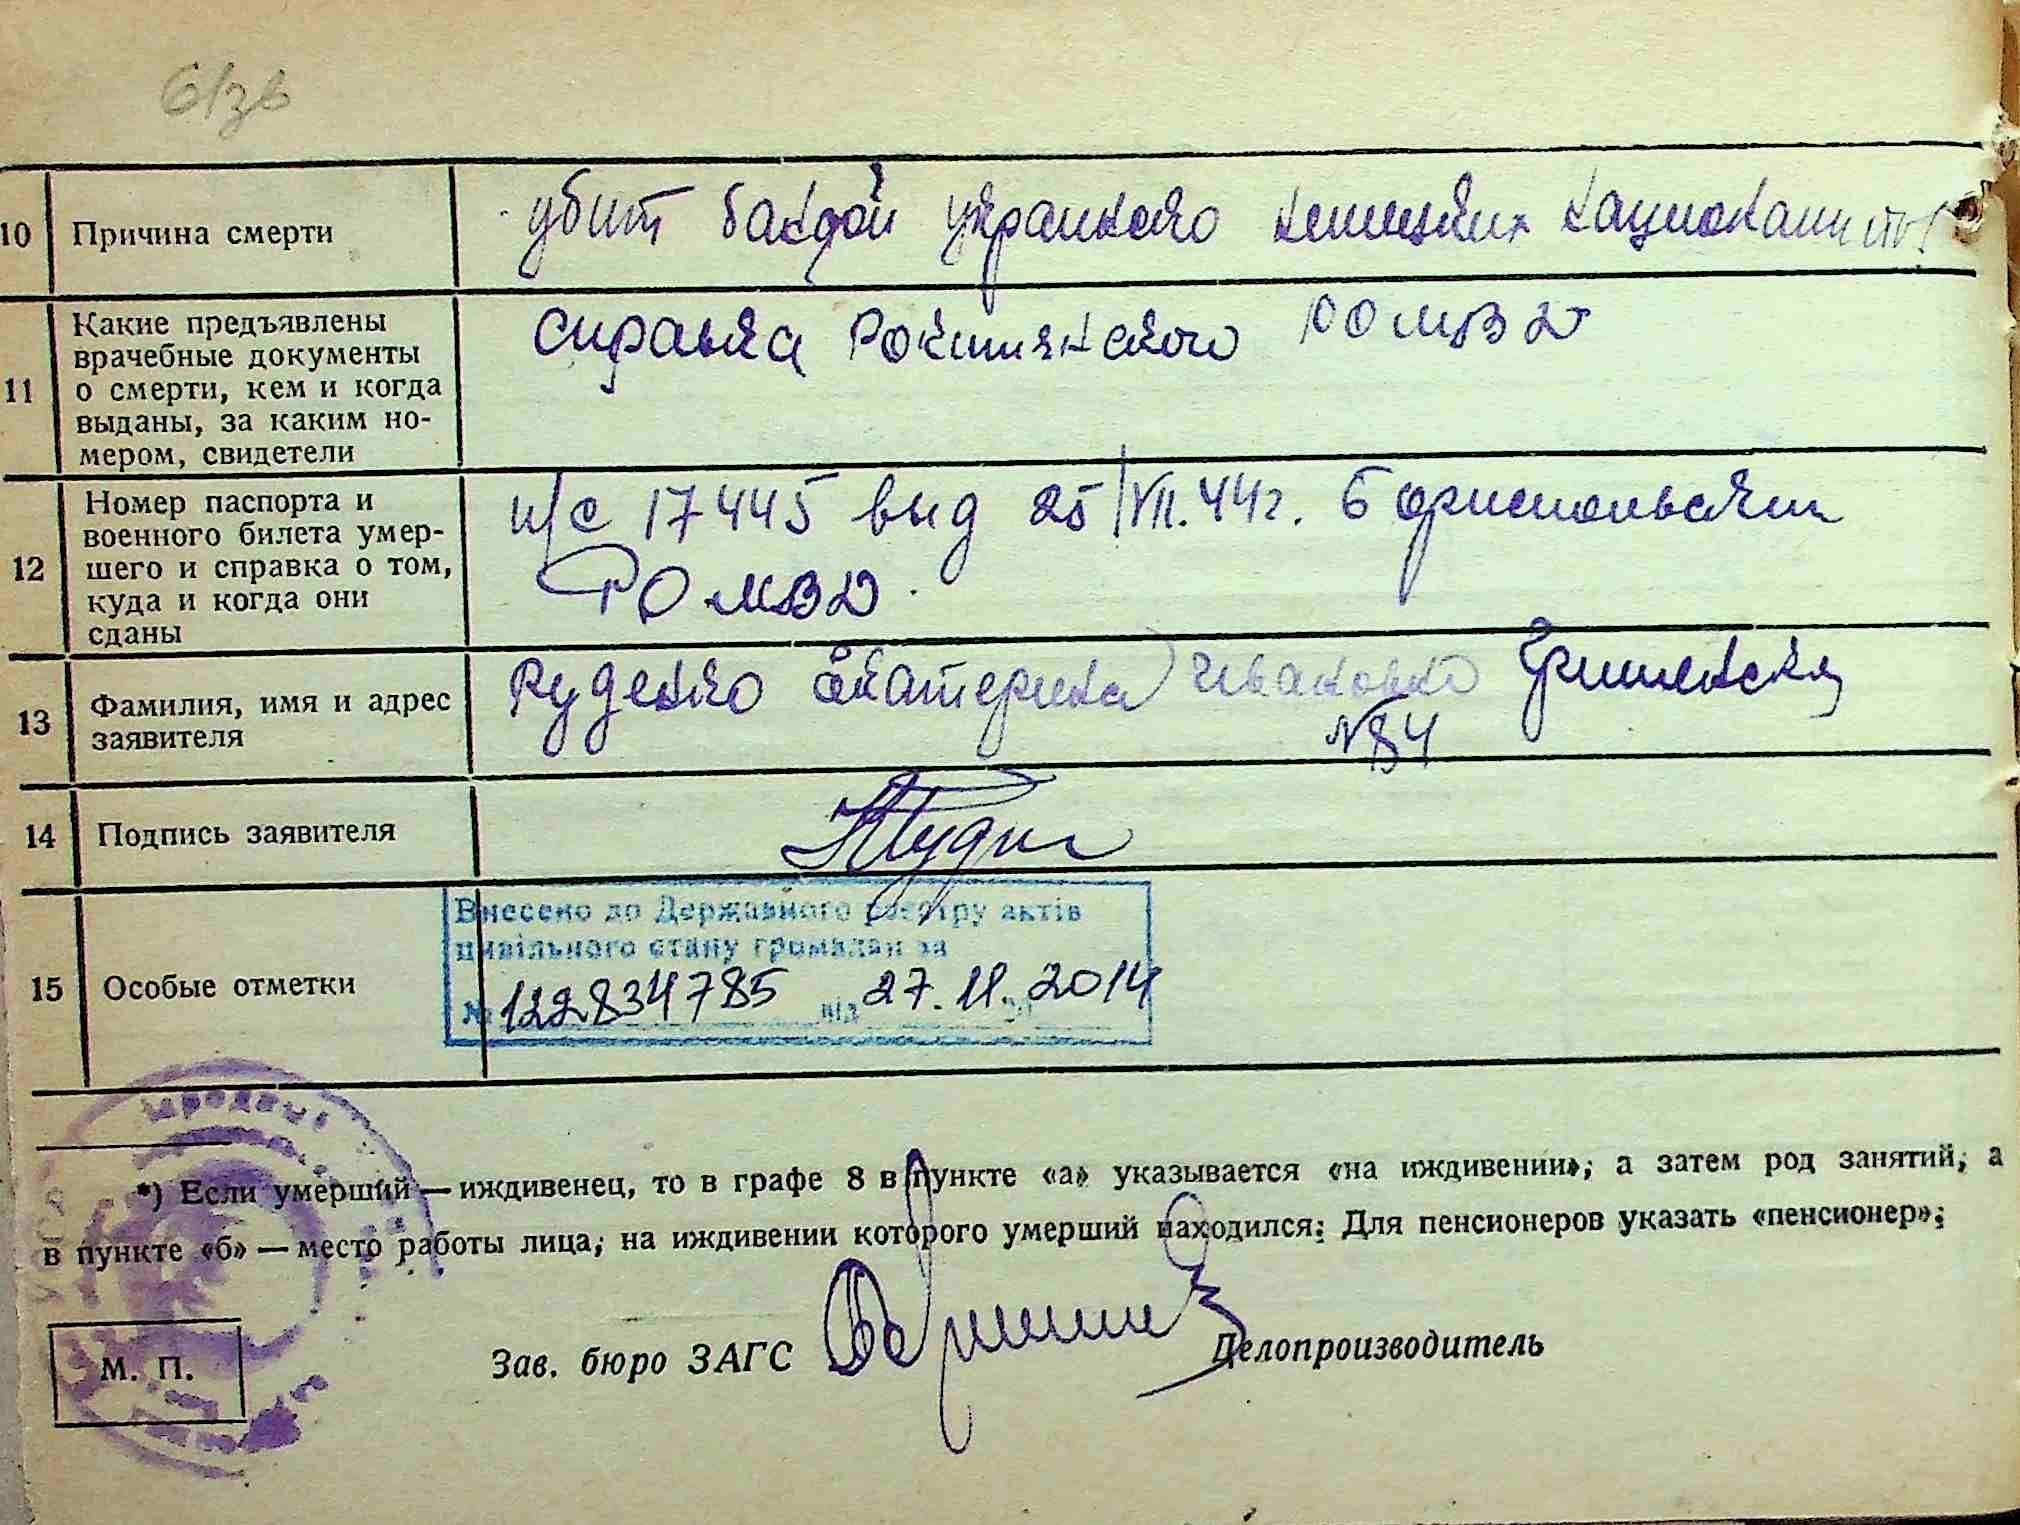 10 Причина смерти
убит бандой украинско немецких националистов
11 Какие предъявлены
врачебные документы
о смерти, кем и когда
выданы, за каким но-
мером, свидетели
справка Рокитнянского РО МВД
12 Номер паспорта и
военного билета умер-
шего и справка о том,
куда и когда они
сданы
п/с 17445 выд 25/VII.44г. Бориспольским
РО МВД.
13 Фамилия, имя и адрес
заявителя
Руденко Екатерина Ивановна
№ 84
14 Подпись заявителя
15 Особые отметки
Внесено до Державного реєстру актів
цивільного стану громадян за
№ 122834785 від 27.11.2014
*) Если умерший — иждивенец, то в графе 8 в пункте «а» указывается «на иждивении», а затем род занятий, а
в пункте «б» — место работы лица, на иждивении которого умерший находился. Для пенсионеров указать «пенсионер».
М. П.
Зав. бюро ЗАГС
Делопроизводитель